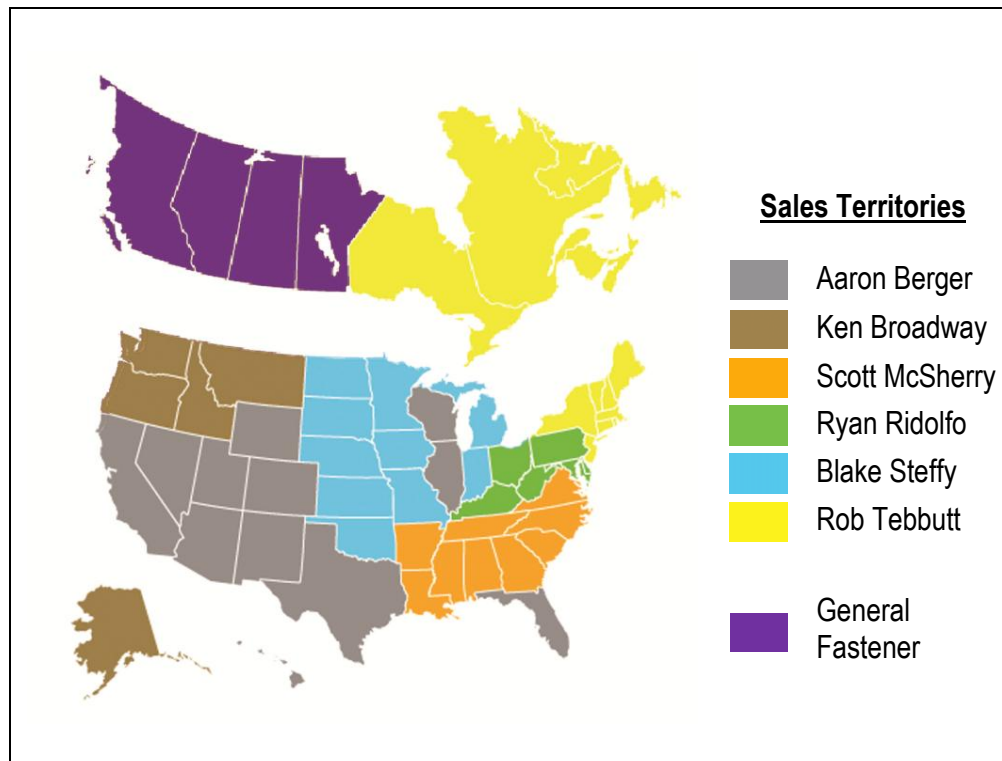 Sales Territories
Aaron Berger
Ken Broadway
Scott McSherry
Ryan Ridolfo
Blake Steffy
Rob Tebbutt
General
Fastener